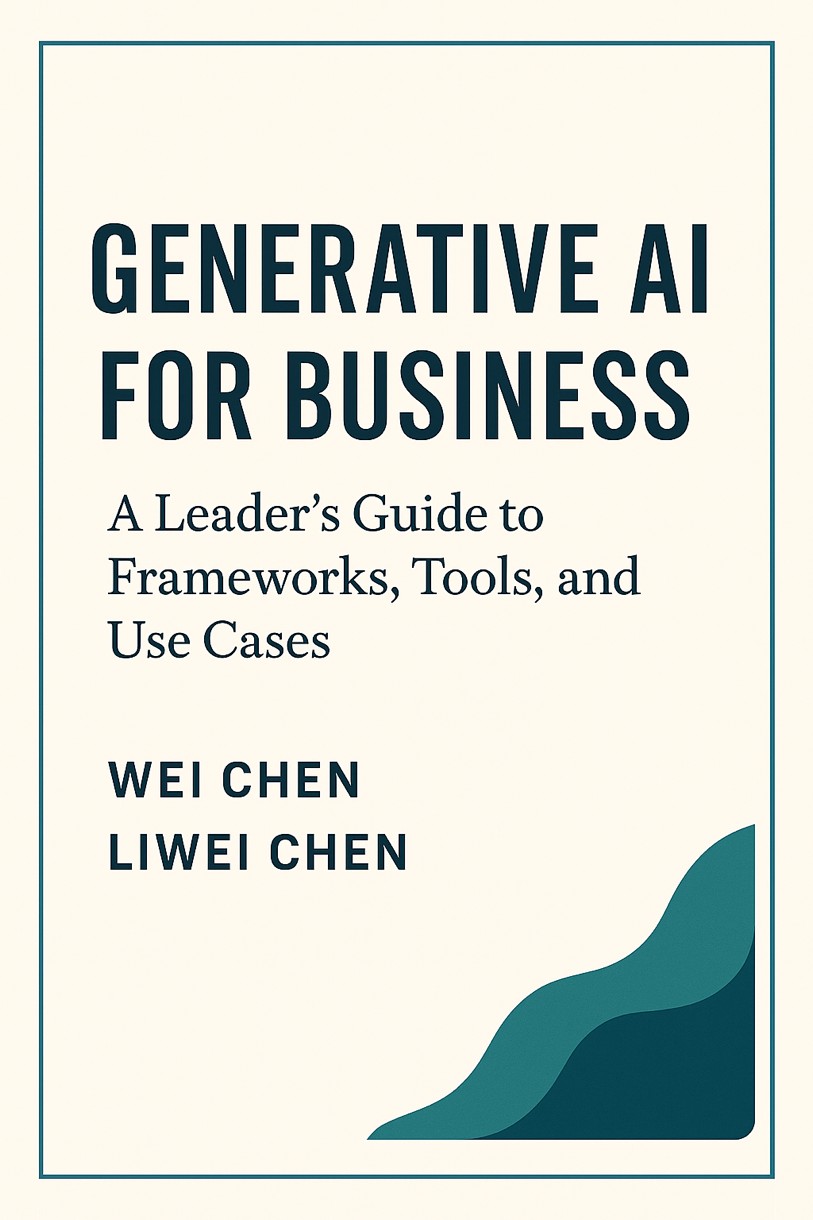 GENERATIVE AI
FOR BUSINESS
A Leader’s Guide to
Frameworks, Tools, and
Use Cases
WEI CHEN
LIWEI CHEN